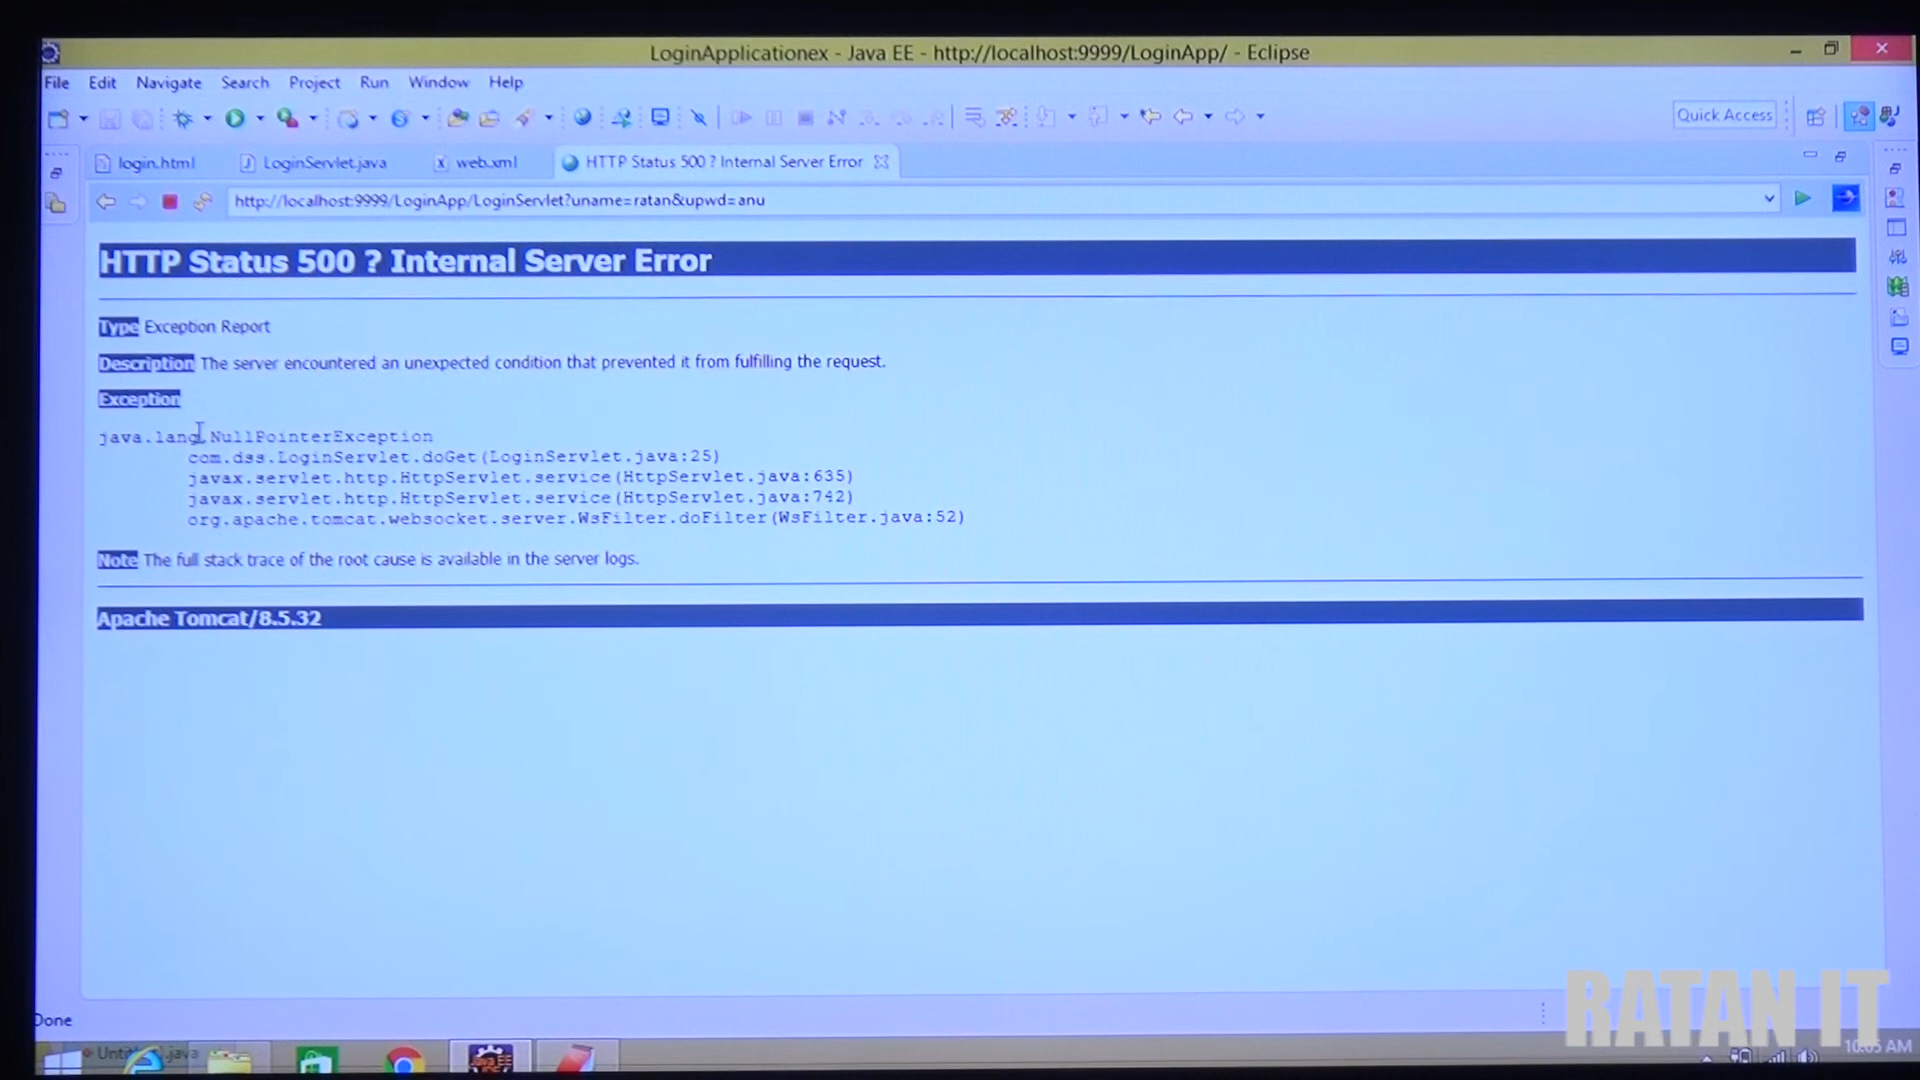 LoginApplicationex - Java EE - http://localhost:9999/LoginApp/ - Eclipse
File Edit Navigate Search Project Run Window Help
Quick Access
login.html LoginServlet.java web.xml HTTP Status 500 ? Internal Server Error
http://localhost:9999/LoginApp/LoginServlet?uname=ratan&upwd=anu
HTTP Status 500 ? Internal Server Error
Type Exception Report
Description The server encountered an unexpected condition that prevented it from fulfilling the request.
Exception
java.lang.NullPointerException
com.dss.LoginServlet.doGet(LoginServlet.java:25)
javax.servlet.http.HttpServlet.service(HttpServlet.java:635)
javax.servlet.http.HttpServlet.service(HttpServlet.java:742)
org.apache.tomcat.websocket.server.WsFilter.doFilter(WsFilter.java:52)
Note The full stack trace of the root cause is available in the server logs.
Apache Tomcat/8.5.32
RATAN IT
Done
Java EE
IDE
AM